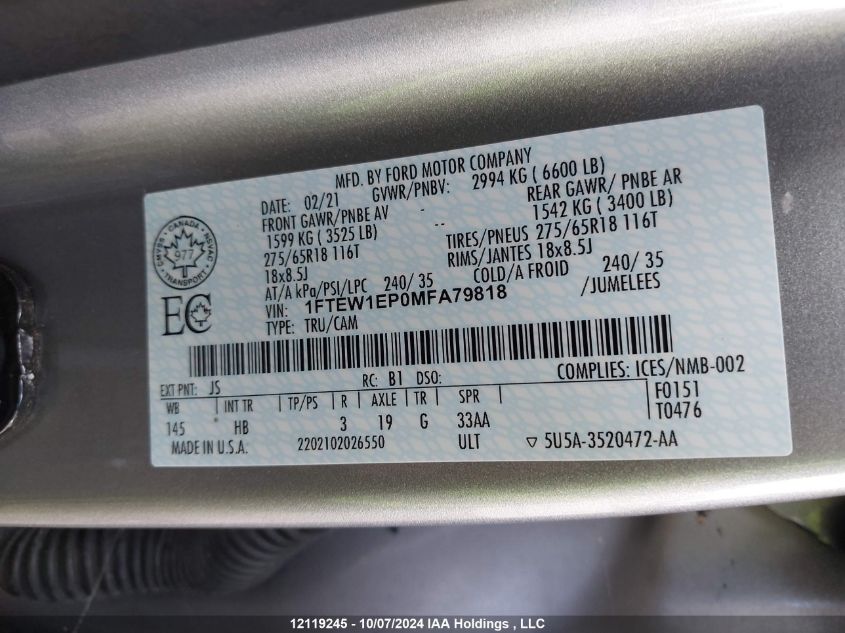 MFD. BY FORD MOTOR COMPANY
DATE: 02/21 GVWR/PNBV: 2994 KG ( 6600 LB)
FRONT GAWR/PNBE AV - REAR GAWR/ PNBE AR
1599 KG ( 3525 LB) -- 1542 KG ( 3400 LB)
275/65R18 116T TIRES/PNEUS 275/65R18 116T
18x8.5J RIMS/JANTES 18x8.5J
AT/A kPa/PSI/LPC 240/ 35 COLD/A FROID 240/ 35
VIN: 1FTEW1EP0MFA79818 /JUMELEES
TYPE: TRU/CAM
CMVSS · CANADA · NSVAC
977
· TRANSPORT ·
EC
COMPLIES: ICES/NMB-002
EXT PNT: JS RC: B1 DSO:
WB INT TR TP/PS R AXLE TR SPR F0151
145 HB 3 19 G 33AA T0476
MADE IN U.S.A. 2202102026550 ULT ▽ 5U5A-3520472-AA
12119245 - 10/07/2024 IAA Holdings , LLC